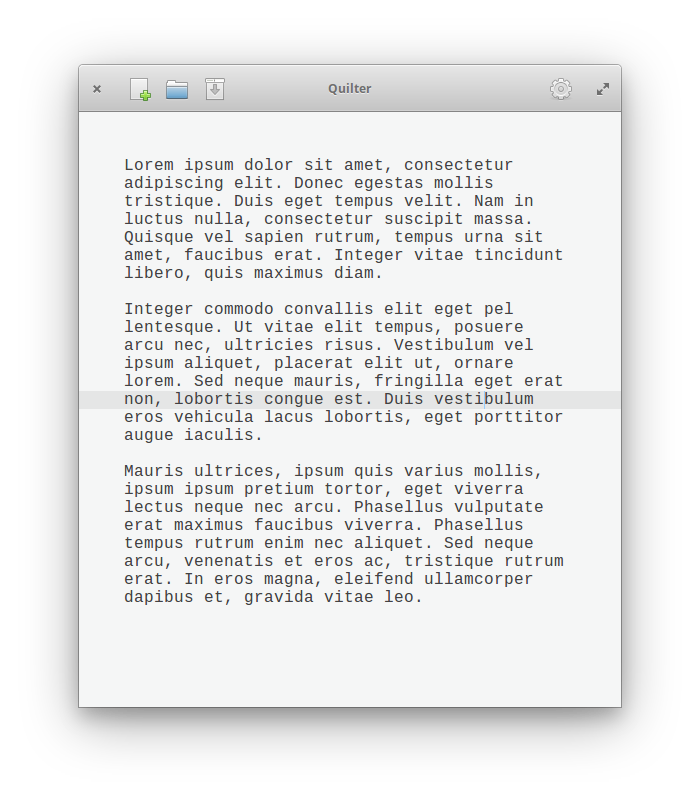 Quilter
Lorem ipsum dolor sit amet, consectetur
adipiscing elit. Donec egestas mollis
tristique. Duis eget tempus velit. Nam in
luctus nulla, consectetur suscipit massa.
Quisque vel sapien rutrum, tempus urna sit
amet, faucibus erat. Integer vitae tincidunt
libero, quis maximus diam.
Integer commodo convallis elit eget pel
lentesque. Ut vitae elit tempus, posuere
arcu nec, ultricies risus. Vestibulum vel
ipsum aliquet, placerat elit ut, ornare
lorem. Sed neque mauris, fringilla eget erat
non, lobortis congue est. Duis vestibulum
eros vehicula lacus lobortis, eget porttitor
augue iaculis.
Mauris ultrices, ipsum quis varius mollis,
ipsum ipsum pretium tortor, eget viverra
lectus neque nec arcu. Phasellus vulputate
erat maximus faucibus viverra. Phasellus
tempus rutrum enim nec aliquet. Sed neque
arcu, venenatis et eros ac, tristique rutrum
erat. In eros magna, eleifend ullamcorper
dapibus et, gravida vitae leo.